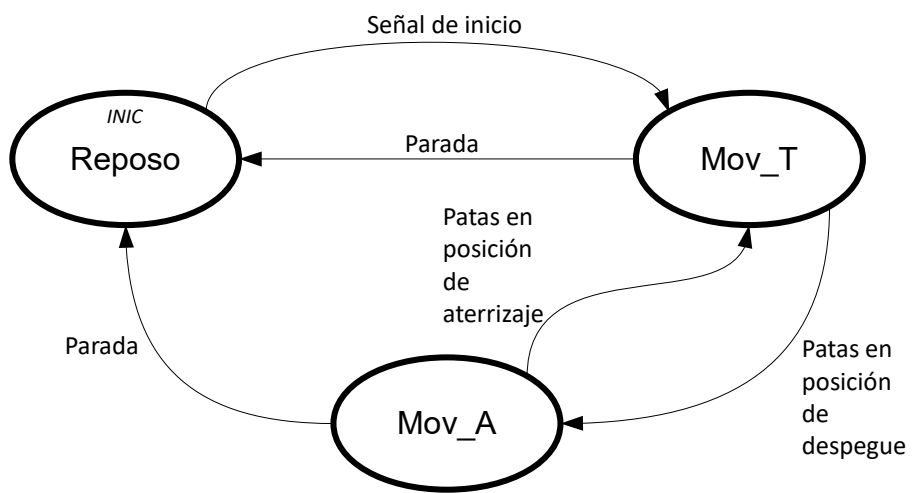 Señal de inicio
INIC
Reposo
Parada
Mov_T
Patas en
posición
de
aterrizaje
Parada
Patas en
posición
de
despegue
Mov_A